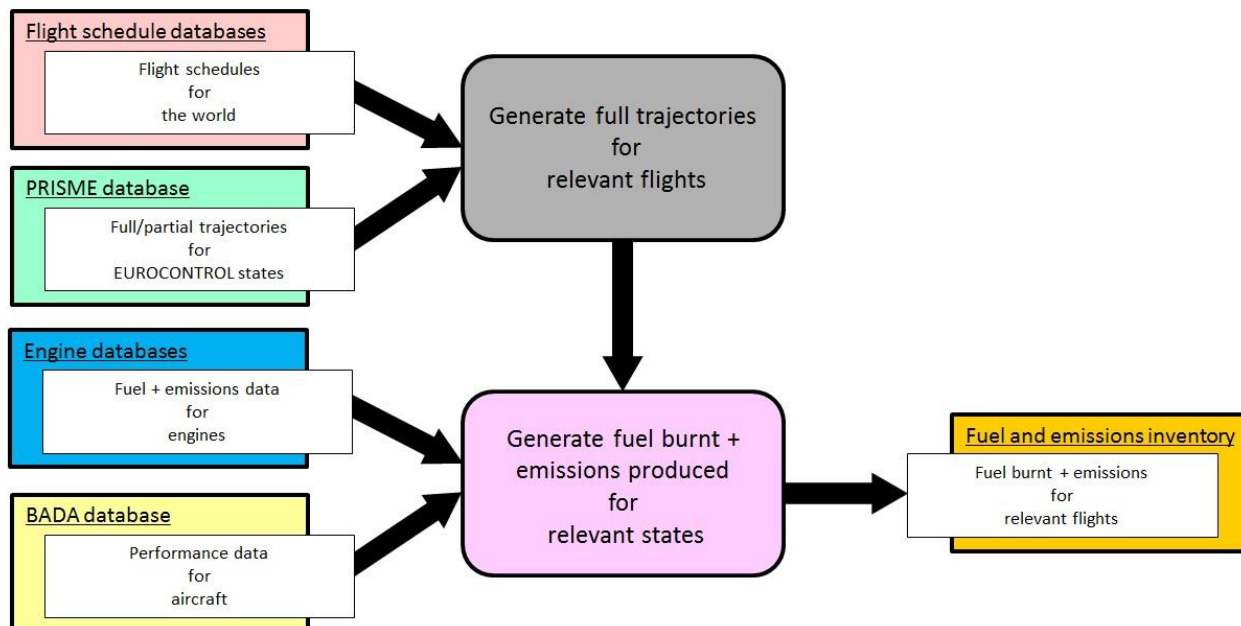 Flight schedule databases
Flight schedules
for
the world
PRISME database
Full/partial trajectories
for
EUROCONTROL states
Engine databases
Fuel + emissions data
for
engines
BADA database
Performance data
for
aircraft
Generate full trajectories
for
relevant flights
Generate fuel burnt +
emissions produced
for
relevant states
Fuel and emissions inventory
Fuel burnt + emissions
for
relevant flights